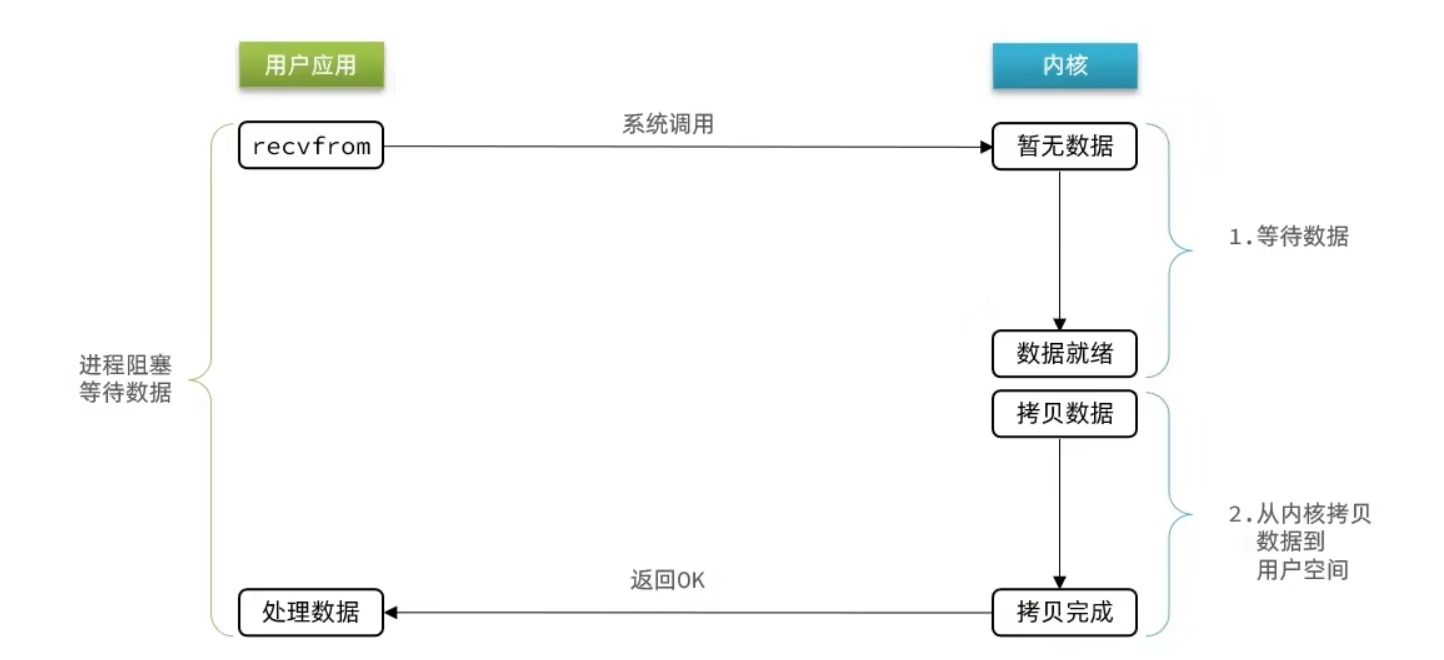 用户应用
内核
系统调用
recvfrom
暂无数据
1.等待数据
数据就绪
进程阻塞
等待数据
拷贝数据
2.从内核拷贝
数据到
用户空间
返回OK
处理数据
拷贝完成